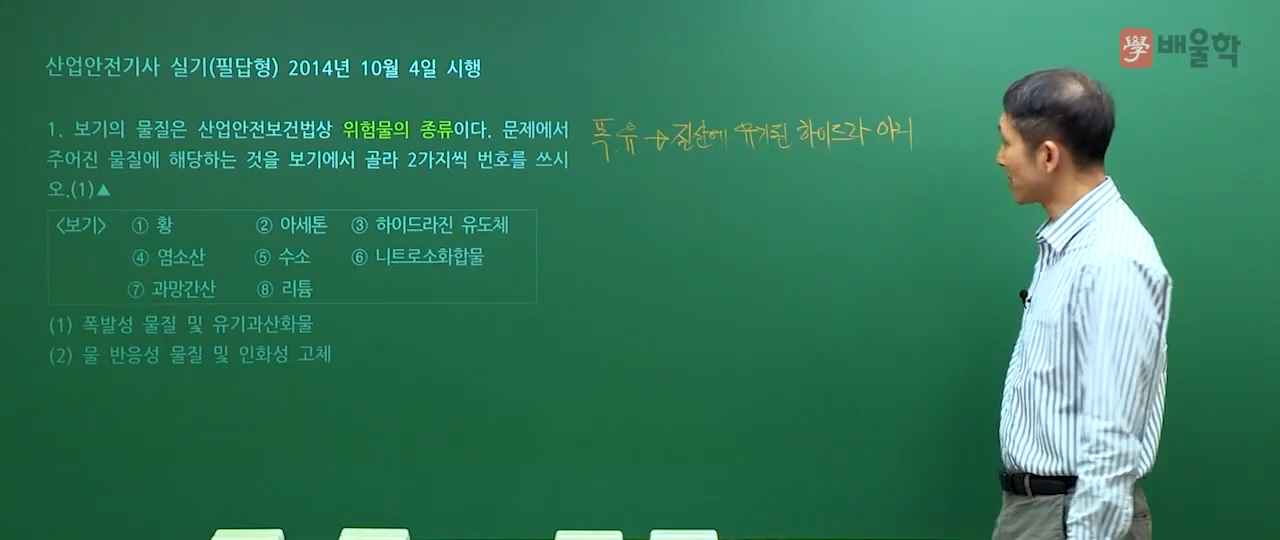 學 배울학
산업안전기사 실기(필답형) 2014년 10월 4일 시행
1. 보기의 물질은 산업안전보건법상 위험물의 종류이다. 문제에서
주어진 물질에 해당하는 것을 보기에서 골라 2가지씩 번호를 쓰시
오.(1)▲
<보기> ① 황 ② 아세톤 ③ 하이드라진 유도체
④ 염소산 ⑤ 수소 ⑥ 니트로소화합물
⑦ 과망간산 ⑧ 리튬
(1) 폭발성 물질 및 유기과산화물
(2) 물 반응성 물질 및 인화성 고체
폭.유 → 질산에 유기된 하이드라 아